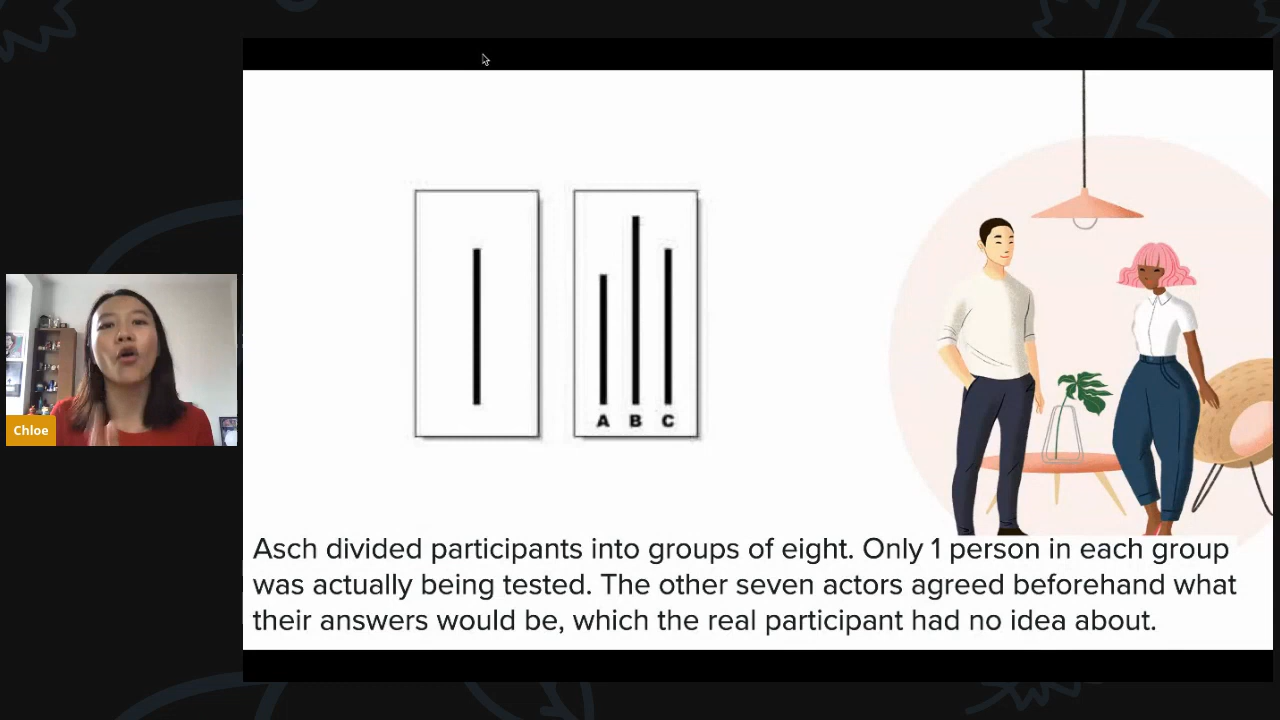 Chloe
A B C
Asch divided participants into groups of eight. Only 1 person in each group
was actually being tested. The other seven actors agreed beforehand what
their answers would be, which the real participant had no idea about.